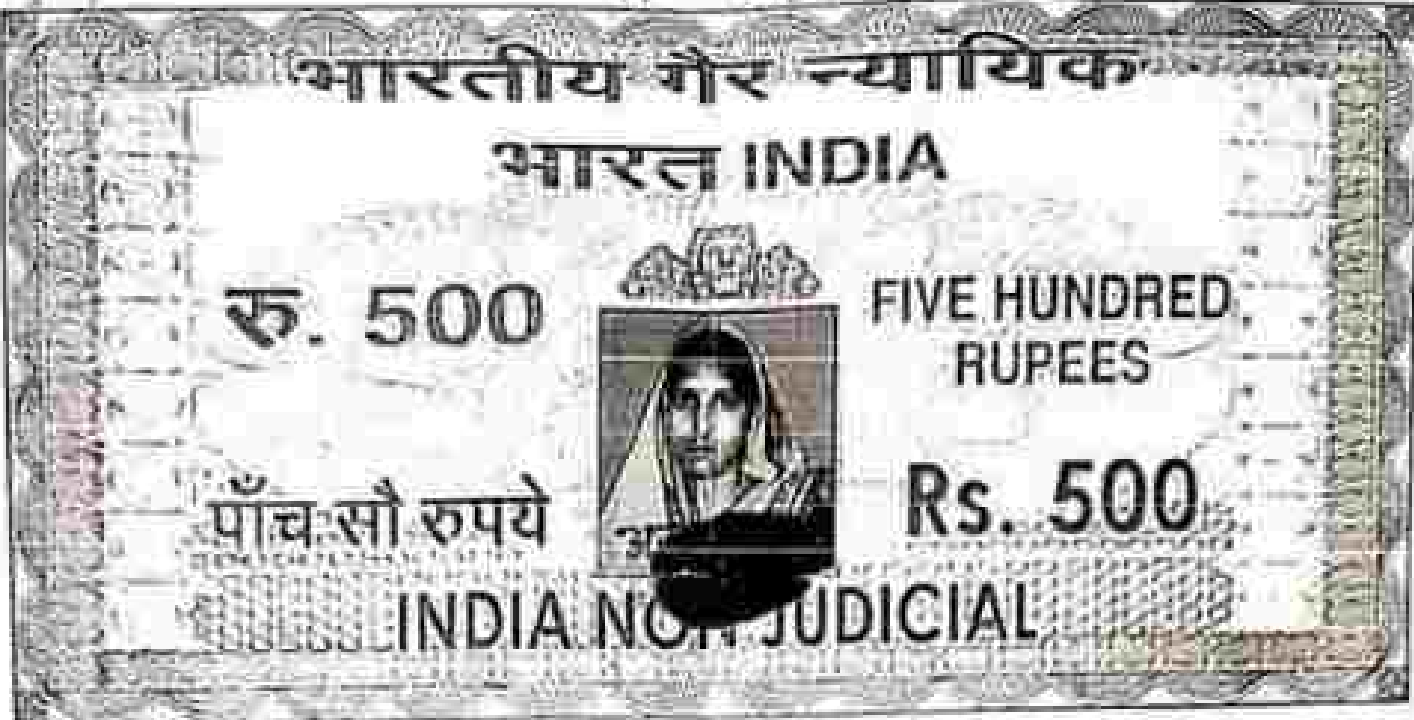 भारतीय गैर न्यायिक
भारत INDIA
रु. 500
FIVE HUNDRED
RUPEES
पाँच सौ रुपये
Rs. 500
INDIA NON JUDICIAL